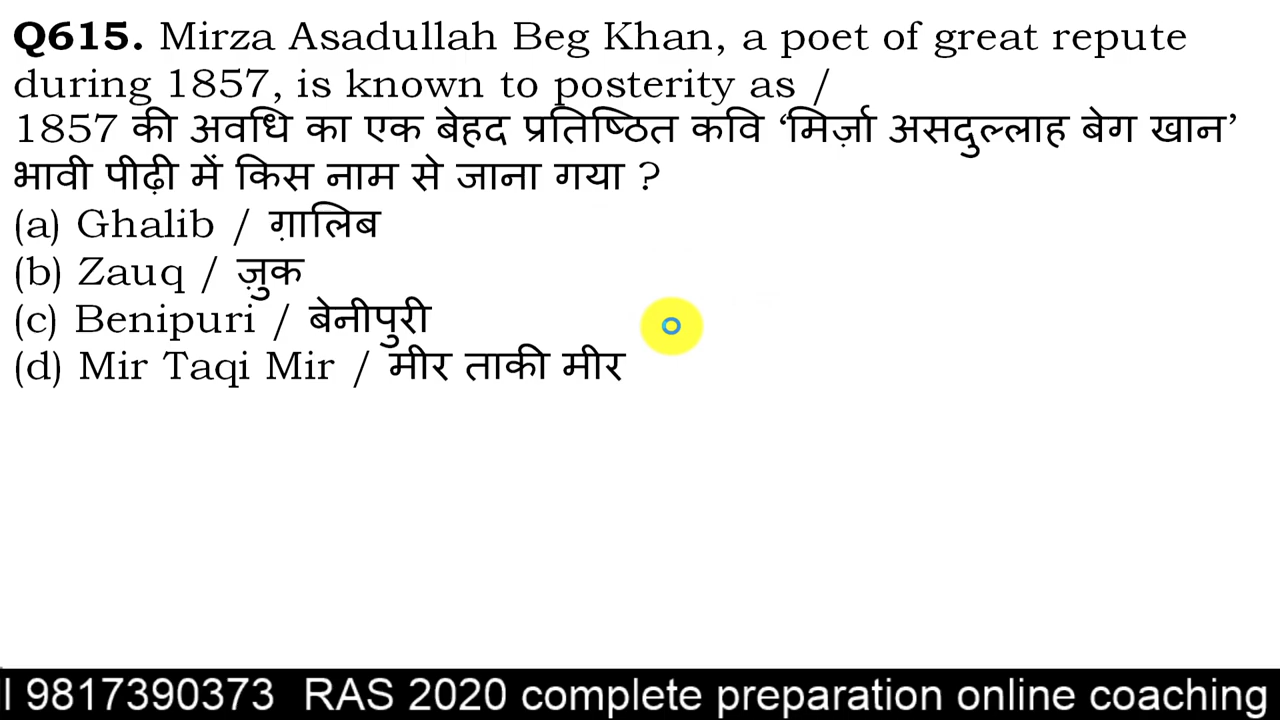 Q615. Mirza Asadullah Beg Khan, a poet of great repute
during 1857, is known to posterity as /
1857 की अवधि का एक बेहद प्रतिष्ठित कवि ‘मिर्ज़ा असदुल्लाह बेग खान’
भावी पीढ़ी में किस नाम से जाना गया ?
(a) Ghalib / ग़ालिब
(b) Zauq / ज़ुक
(c) Benipuri / बेनीपुरी
(d) Mir Taqi Mir / मीर ताकी मीर
9817390373 RAS 2020 complete preparation online coaching